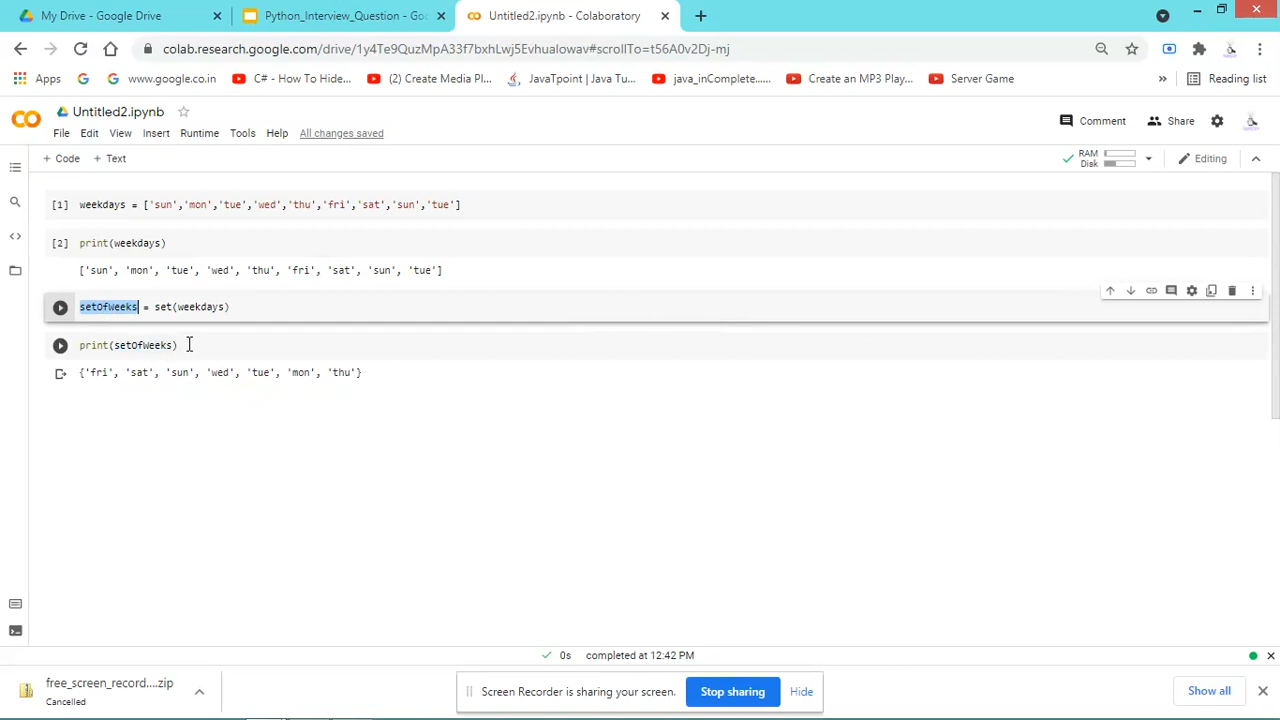 My Drive - Google Drive
Python_Interview_Question - Goo
Untitled2.ipynb - Colaboratory
colab.research.google.com/drive/1y4Te9QuzMpA33f7bxhLwj5Evhualowav#scrollTo=t56A0v2Dj-mj
Apps
www.google.co.in
C# - How To Hide...
(2) Create Media Pl...
JavaTpoint | Java Tu...
java_inComplete......
Create an MP3 Play...
Server Game
»
Reading list
Untitled2.ipynb
File Edit View Insert Runtime Tools Help All changes saved
Comment
Share
+ Code + Text
RAM
Disk
Editing
[1] weekdays = ['sun','mon','tue','wed','thu','fri','sat','sun','tue']
[2] print(weekdays)
['sun', 'mon', 'tue', 'wed', 'thu', 'fri', 'sat', 'sun', 'tue']
setOfWeeks = set(weekdays)
print(setOfWeeks)
{'fri', 'sat', 'sun', 'wed', 'tue', 'mon', 'thu'}
0s completed at 12:42 PM
free_screen_record....zip
Cancelled
Screen Recorder is sharing your screen.
Stop sharing
Hide
Show all